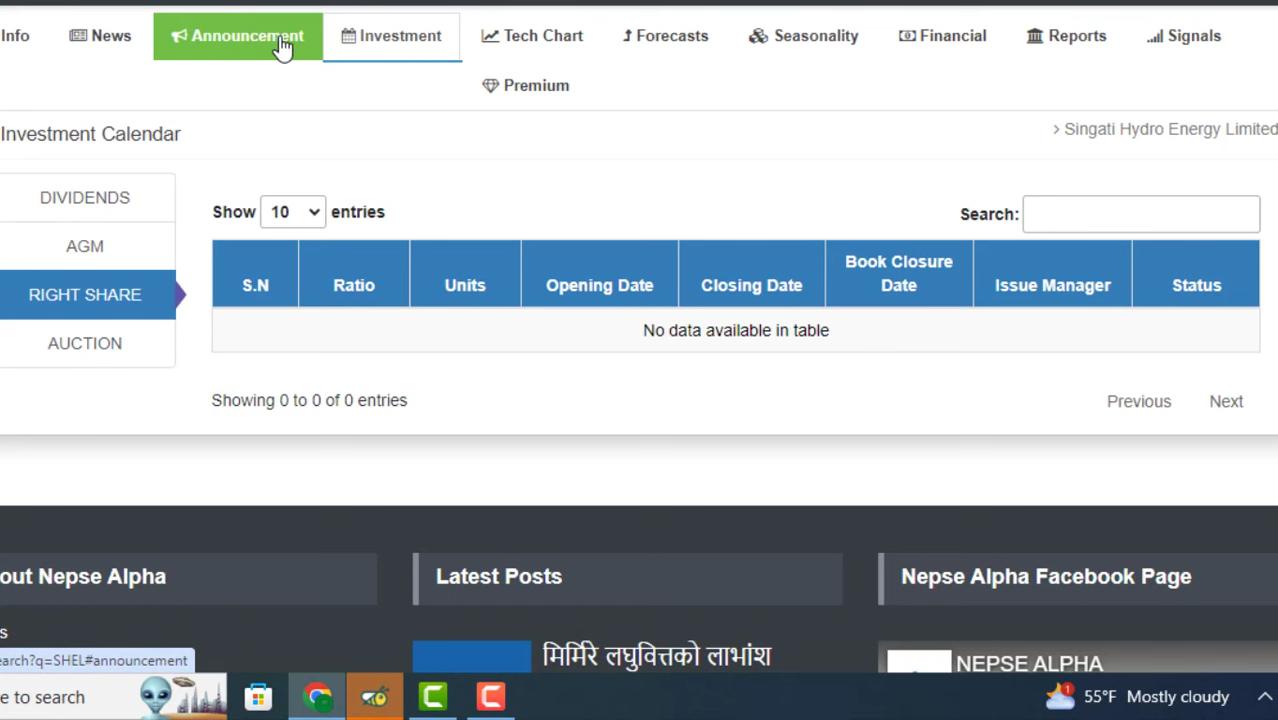 Info News Announcement Investment Tech Chart Forecasts Seasonality Financial Reports Signals
Premium
Investment Calendar
> Singati Hydro Energy Limited
DIVIDENDS
AGM
RIGHT SHARE
AUCTION
Show 10 entries
Search:
S.N Ratio Units Opening Date Closing Date Book Closure Date Issue Manager Status
No data available in table
Showing 0 to 0 of 0 entries
Previous Next
out Nepse Alpha
Latest Posts
Nepse Alpha Facebook Page
s
मिर्मिरे लघुवित्तको लाभांश
NEPSE ALPHA
earch?q=SHEL#announcement
e to search
1
55°F Mostly cloudy